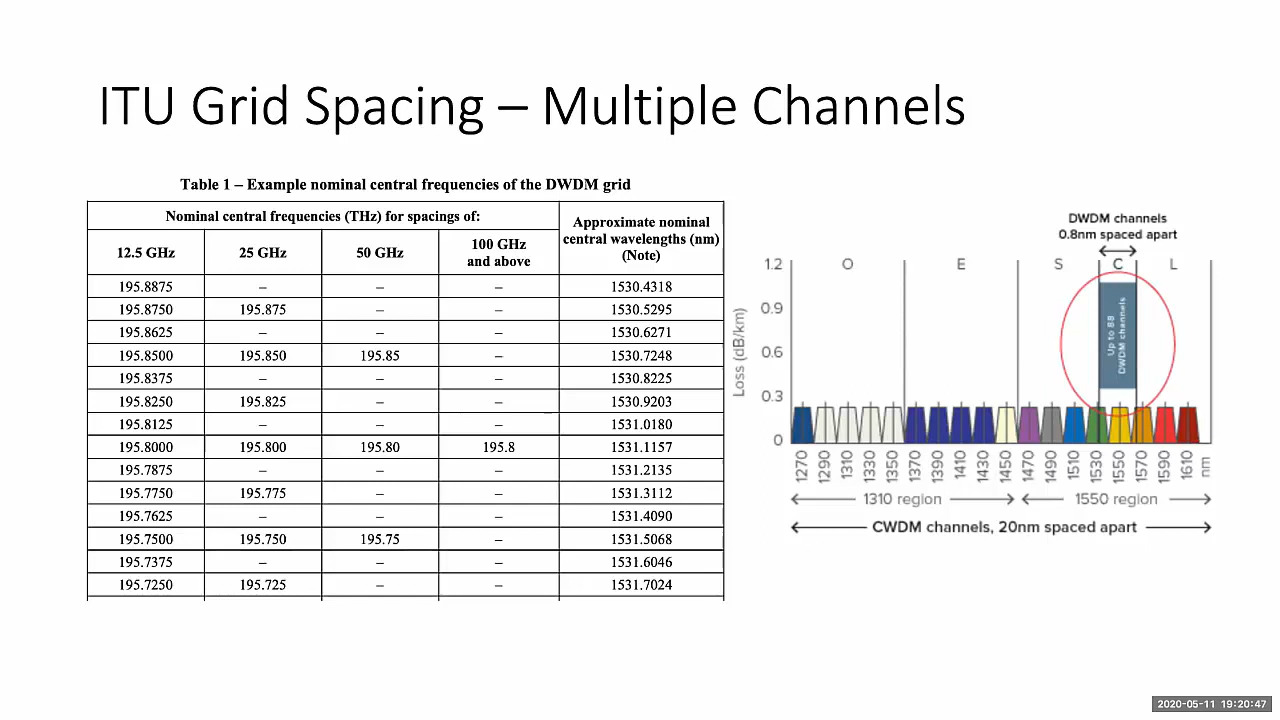 ITU Grid Spacing – Multiple Channels
Table 1 – Example nominal central frequencies of the DWDM grid
Nominal central frequencies (THz) for spacings of:
Approximate nominal central wavelengths (nm) (Note)
12.5 GHz 25 GHz 50 GHz 100 GHz and above
195.8875 – – – 1530.4318
195.8750 195.875 – – 1530.5295
195.8625 – – – 1530.6271
195.8500 195.850 195.85 – 1530.7248
195.8375 – – – 1530.8225
195.8250 195.825 – – 1530.9203
195.8125 – – – 1531.0180
195.8000 195.800 195.80 195.8 1531.1157
195.7875 – – – 1531.2135
195.7750 195.775 – – 1531.3112
195.7625 – – – 1531.4090
195.7500 195.750 195.75 – 1531.5068
195.7375 – – – 1531.6046
195.7250 195.725 – – 1531.7024
DWDM channels
0.8nm spaced apart
O E S C L
Loss (dB/km)
1.2
0.9
0.6
0.3
0
Up to 88
DWDM channels
1270 1290 1310 1330 1350 1370 1390 1410 1430 1450 1470 1490 1510 1530 1550 1570 1590 1610 nm
1310 region 1550 region
CWDM channels, 20nm spaced apart
2020-05-11 19:20:47